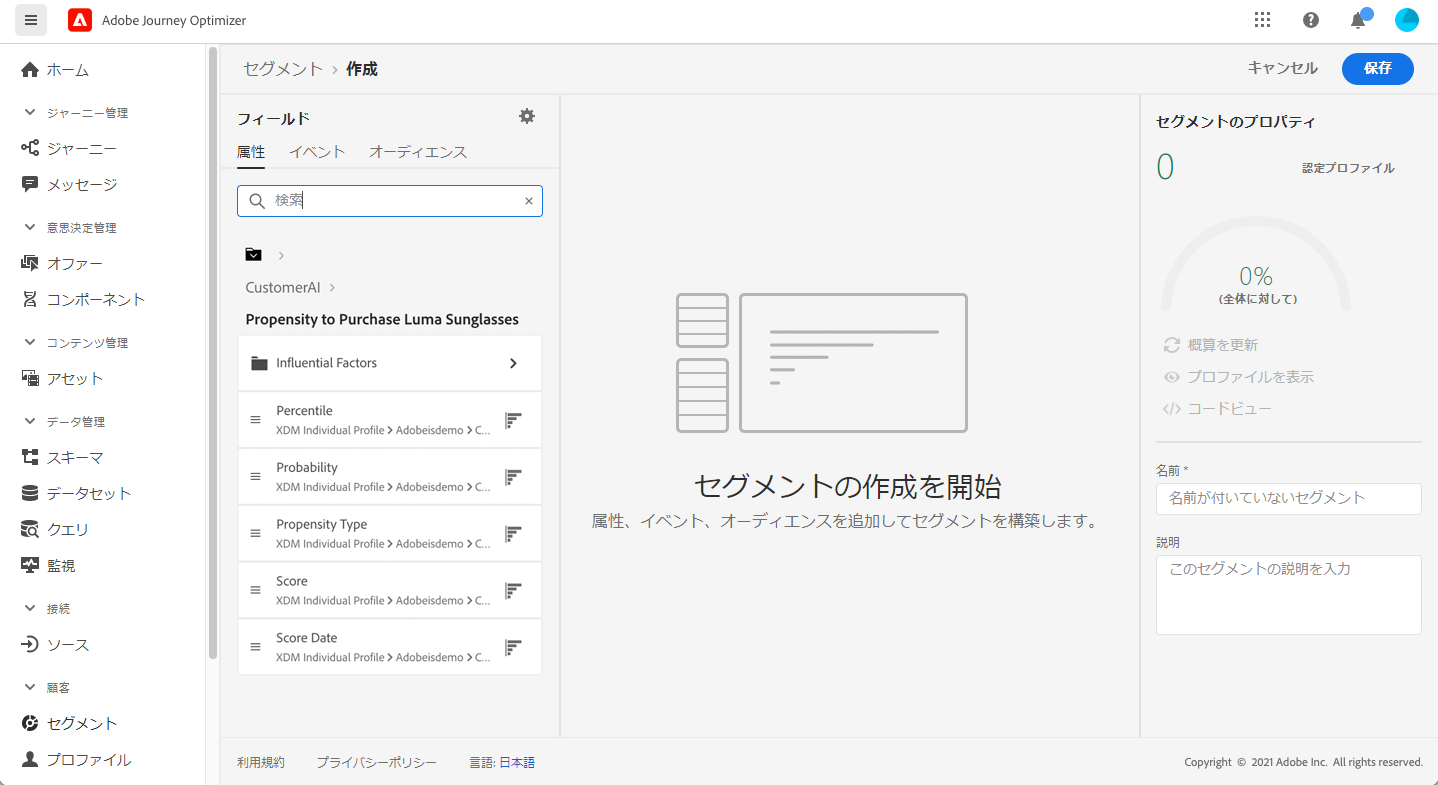 Adobe Journey Optimizer
ホーム
ジャーニー管理
ジャーニー
メッセージ
意思決定管理
オファー
コンポーネント
コンテンツ管理
アセット
データ管理
スキーマ
データセット
クエリ
監視
接続
ソース
顧客
セグメント
プロファイル
セグメント > 作成
キャンセル
保存
フィールド
属性 イベント オーディエンス
検索
CustomerAI
Propensity to Purchase Luma Sunglasses
Influential Factors
Percentile
XDM Individual Profile > Adobeisdemo > C...
Probability
XDM Individual Profile > Adobeisdemo > C...
Propensity Type
XDM Individual Profile > Adobeisdemo > C...
Score
XDM Individual Profile > Adobeisdemo > C...
Score Date
XDM Individual Profile > Adobeisdemo > C...
セグメントの作成を開始
属性、イベント、オーディエンスを追加してセグメントを構築します。
セグメントのプロパティ
0 認定プロファイル
0%
(全体に対して)
概算を更新
プロファイルを表示
コードビュー
名前 *
名前が付いていないセグメント
説明
このセグメントの説明を入力
利用規約 プライバシーポリシー 言語: 日本語
Copyright © 2021 Adobe Inc. All rights reserved.